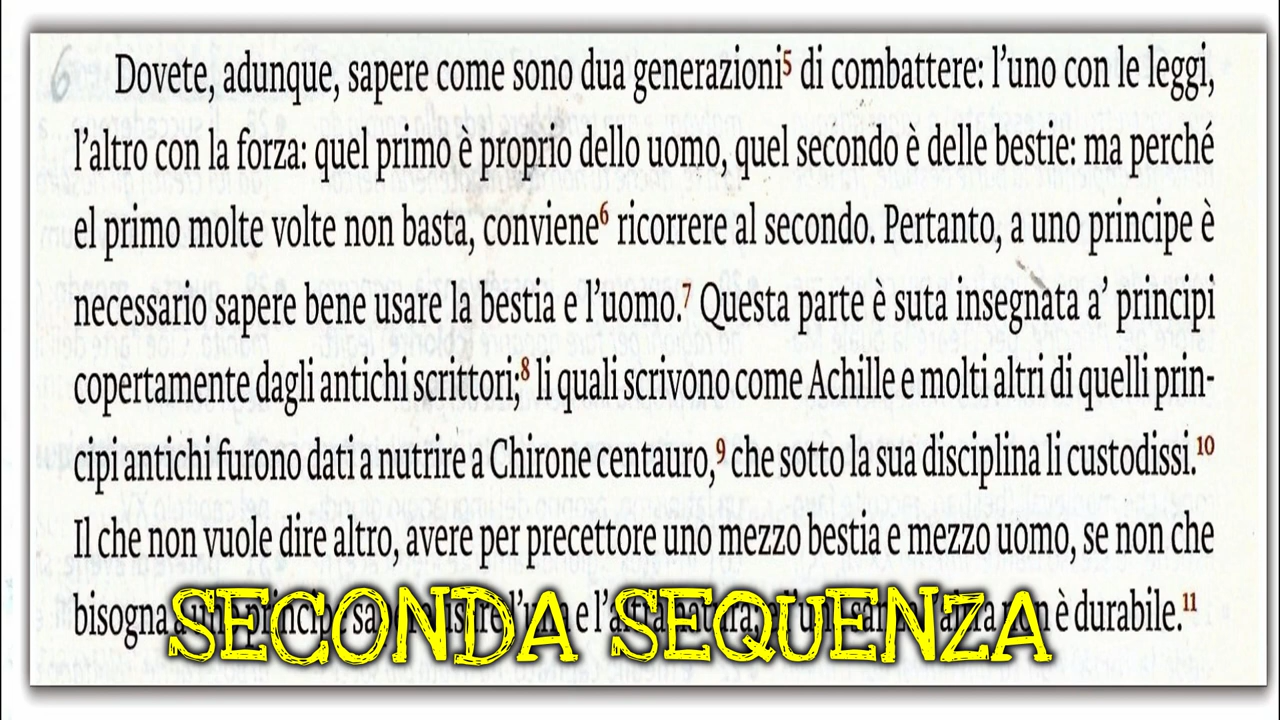 6
Dovete, adunque, sapere come sono dua generazioni5 di combattere: l'uno con le leggi,
l'altro con la forza: quel primo è proprio dello uomo, quel secondo è delle bestie: ma perché
el primo molte volte non basta, conviene6 ricorrere al secondo. Pertanto, a uno principe è
necessario sapere bene usare la bestia e l'uomo.7 Questa parte è suta insegnata a' principi
copertamente dagli antichi scrittori;8 li quali scrivono come Achille e molti altri di quelli prin-
cipi antichi furono dati a nutrire a Chirone centauro,9 che sotto la sua disciplina li custodissi.10
Il che non vuole dire altro, avere per precettore uno mezzo bestia e mezzo uomo, se non che
bisogna e l' è durabile.11
SECONDA SEQUENZA